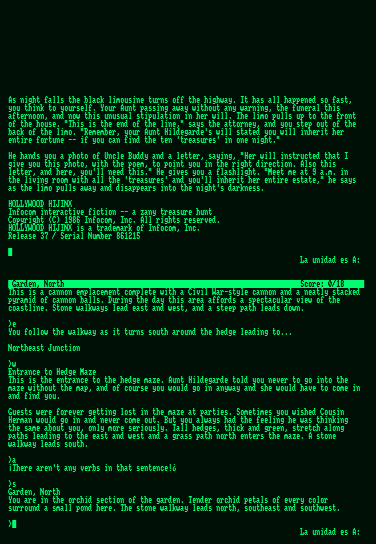 As night falls the black limousine turns off the highway. It has all happened so fast,
you think to yourself. Your Aunt passing away without any warning, the funeral this
afternoon, and now this unusual stipulation in her will. The limo pulls up to the front
of the house. "This is the end of the line," says the attorney, and you step out of the
back of the limo. "Remember, your Aunt Hildegarde's will stated you will inherit her
entire fortune -- if you can find the ten 'treasures' in one night."
He hands you a photo of Uncle Buddy and a letter, saying, "Her will instructed that I
give you this photo, with the poem, to point you in the right direction. Also this
letter, and here, you'll need this." He gives you a flashlight. "Meet me at 9 a.m. in
the living room with all the 'treasures' and you'll inherit her entire estate," he says
as the limo pulls away and disappears into the night's darkness.
HOLLYWOOD HIJINX
Infocom interactive fiction -- a zany treasure hunt
Copyright (C) 1986 Infocom, Inc. All rights reserved.
HOLLYWOOD HIJINX is a trademark of Infocom, Inc.
Release 37 / Serial Number 861215
La unidad es A:
Garden, North Score: 0/18
This is a cannon emplacement complete with a Civil War-style cannon and a neatly stacked
pyramid of cannon balls. During the day this area affords a spectacular view of the
coastline. Stone walkways lead east and west, and a steep path leads down.
>e
You follow the walkway as it turns south around the hedge leading to...
Northeast Junction
>w
Entrance to Hedge Maze
This is the entrance to the hedge maze. Aunt Hildegarde told you never to go into the
maze without the map, and of course you would go in anyway and she would have to come in
and find you.
Guests were forever getting lost in the maze at parties. Sometimes you wished Cousin
Herman would go in and never come out. But you always had the feeling he was thinking
the same about you, only more seriously. Tall hedges, thick and green, stretch along
paths leading to the east and west and a grass path north enters the maze. A stone
walkway leads south.
>a
¡There aren't any verbs in that sentence!¿
>s
Garden, North
You are in the orchid section of the garden. Tender orchid petals of every color
surround a small pond here. The stone walkway leads north, southeast and southwest.
>
La unidad es A: